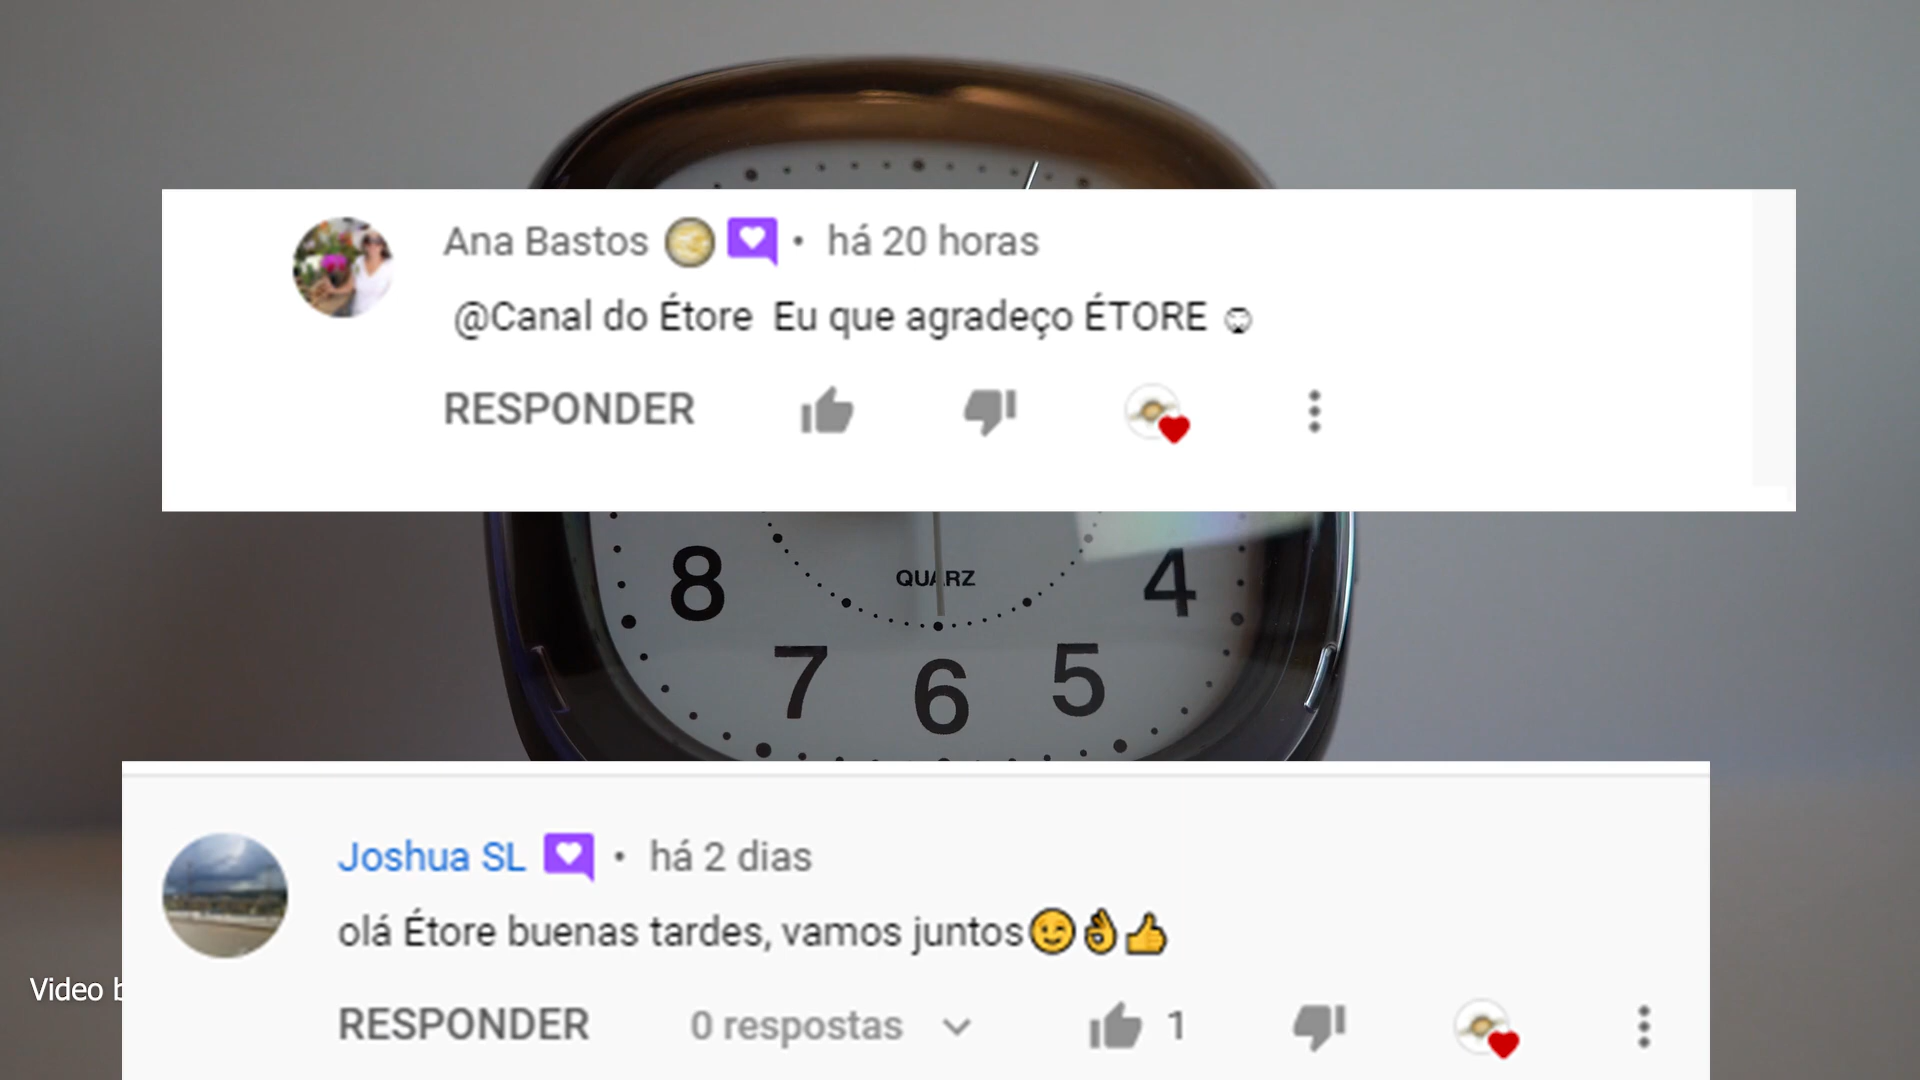 Ana Bastos • há 20 horas
@Canal do Étore Eu que agradeço ÉTORE
RESPONDER
8 QUARZ 4
7 6 5
Joshua SL • há 2 dias
olá Étore buenas tardes, vamos juntos😉👌👍
Video
RESPONDER 0 respostas 1